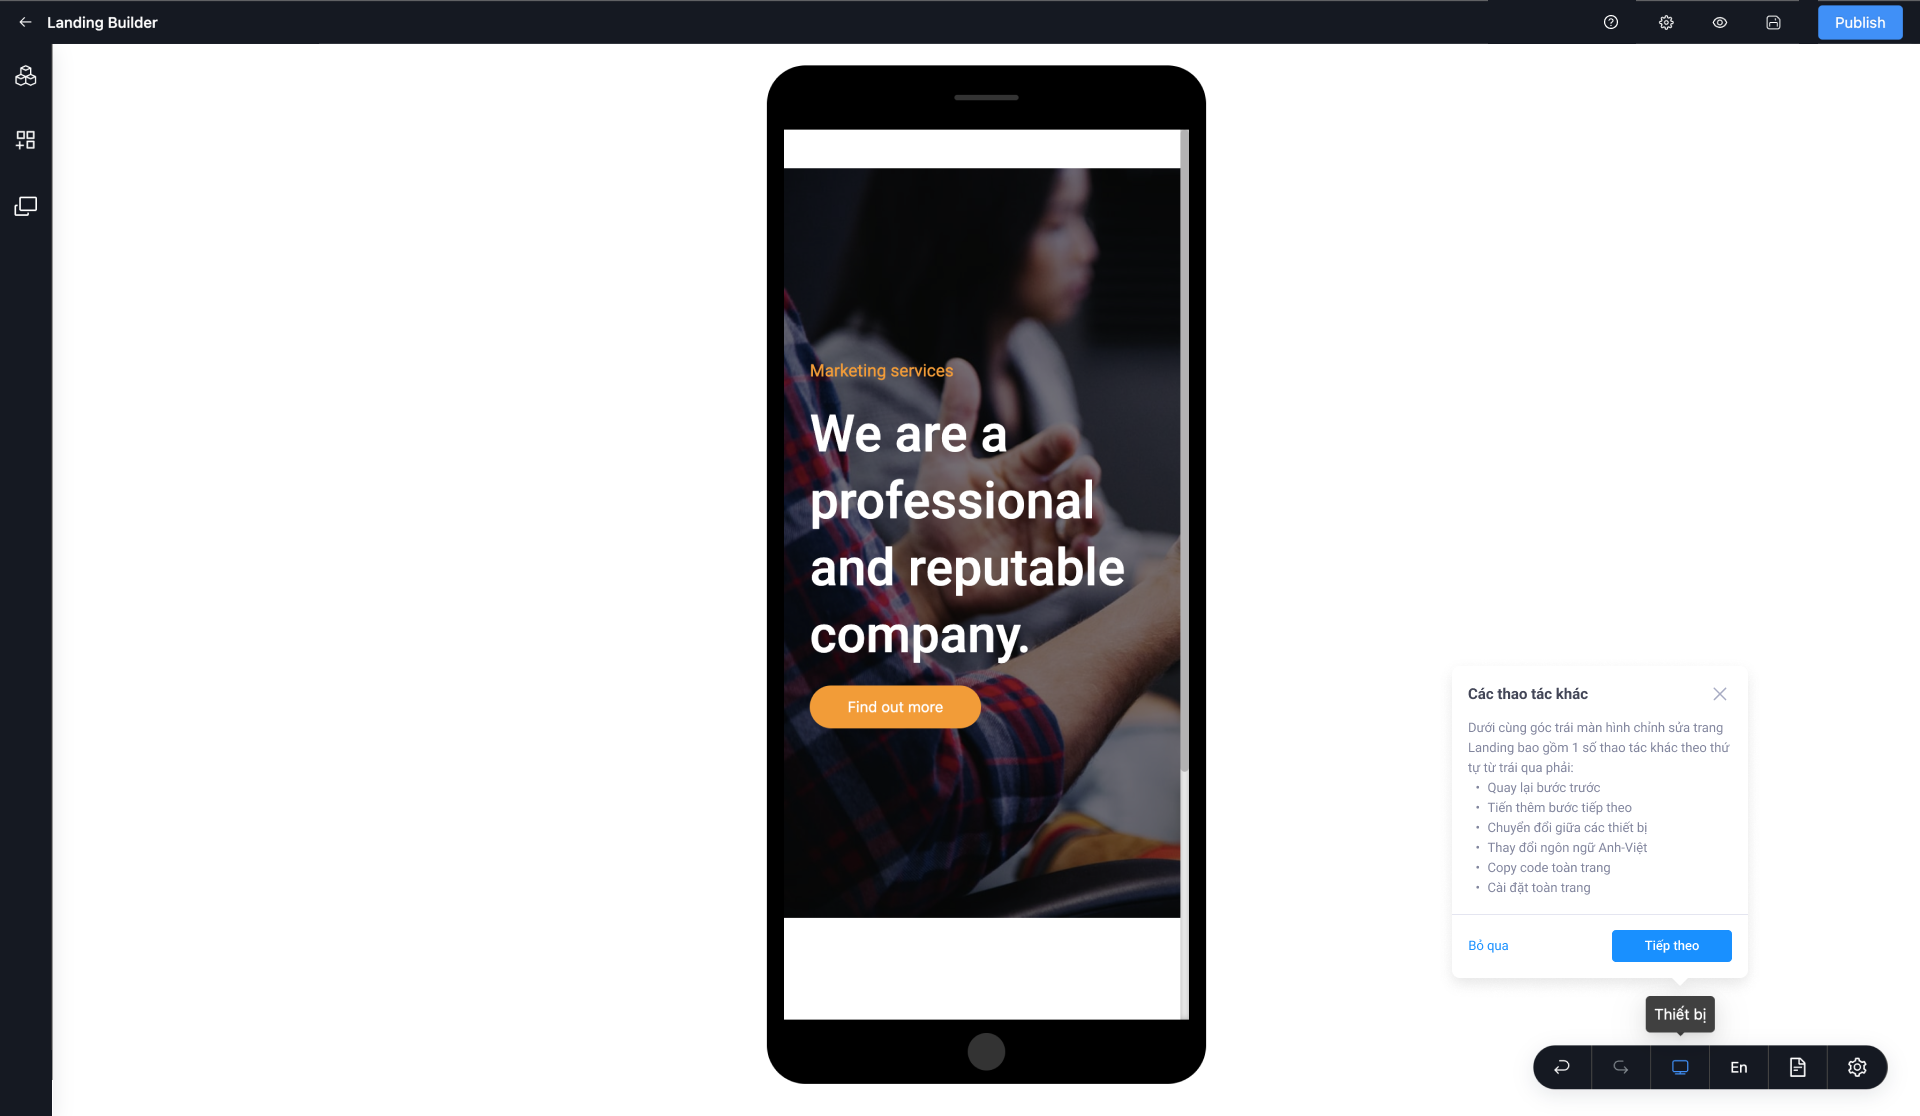 Landing Builder
Publish
Marketing services
We are a
professional
and reputable
company.
Find out more
Các thao tác khác
Dưới cùng góc trái màn hình chỉnh sửa trang
Landing bao gồm 1 số thao tác khác theo thứ
tự từ trái qua phải:
• Quay lại bước trước
• Tiến thêm bước tiếp theo
• Chuyển đổi giữa các thiết bị
• Thay đổi ngôn ngữ Anh-Việt
• Copy code toàn trang
• Cài đặt toàn trang
Bỏ qua
Tiếp theo
Thiết bị
En